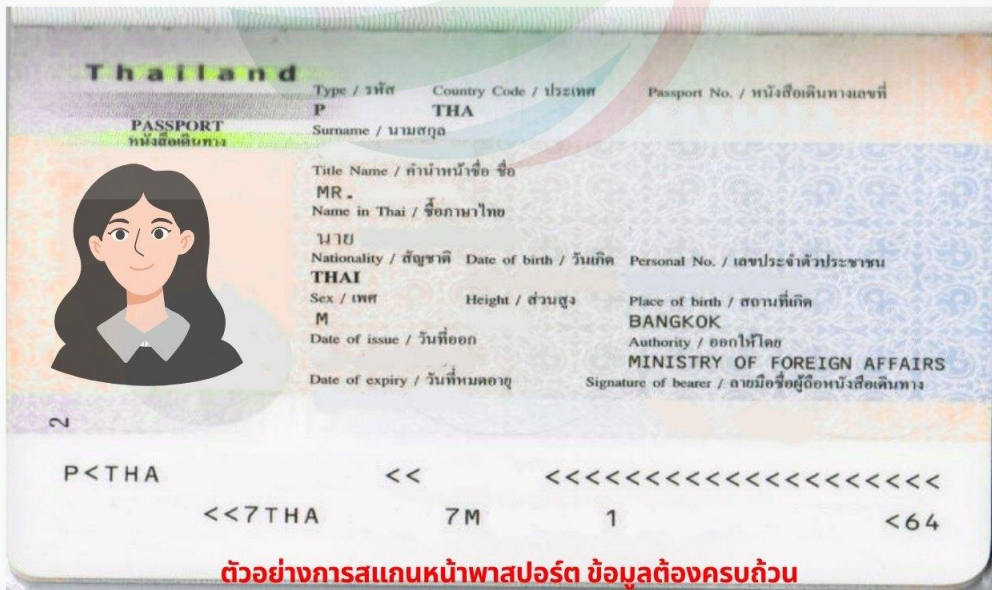 Thailand
PASSPORT
หนังสือเดินทาง
Type / รหัส Country Code / ประเทศ Passport No. / หนังสือเดินทางเลขที่
P THA
Surname / นามสกุล
Title Name / คำนำหน้าชื่อ ชื่อ
MR.
Name in Thai / ชื่อภาษาไทย
นาย
Nationality / สัญชาติ Date of birth / วันเกิด Personal No. / เลขประจำตัวประชาชน
THAI
Sex / เพศ Height / ส่วนสูง Place of birth / สถานที่เกิด
M BANGKOK
Date of issue / วันที่ออก Authority / ออกให้โดย
MINISTRY OF FOREIGN AFFAIRS
Date of expiry / วันที่หมดอายุ Signature of bearer / ลายมือชื่อผู้ถือหนังสือเดินทาง
2
P<THA << <<<<<<<<<<<<<<<<<<<<
<<7THA 7M 1 <64
ตัวอย่างการสแกนหน้าพาสปอร์ต ข้อมูลต้องครบถ้วน